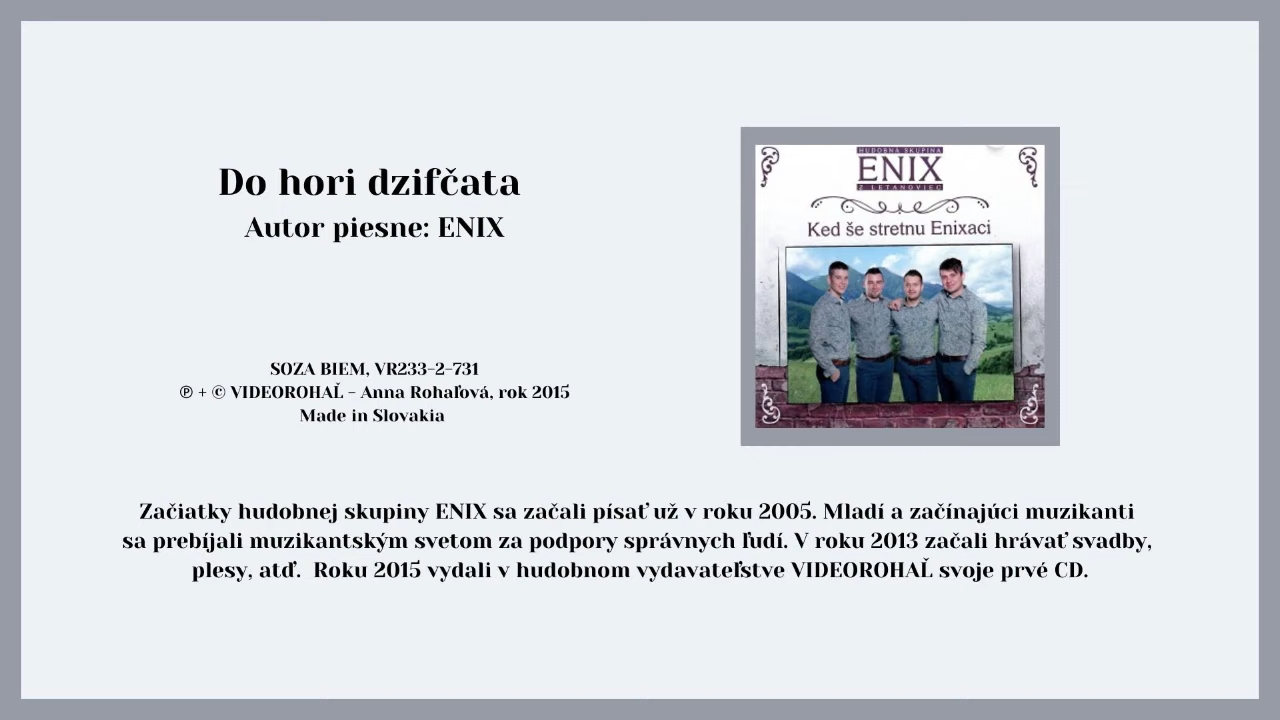 Do hori dzifčata
Autor piesne: ENIX
SOZA BIEM, VR233-2-731
℗ + © VIDEOROHAĽ - Anna Rohaľová, rok 2015
Made in Slovakia
HUDOBNÁ SKUPINA
ENIX
Z LETANOVIEC
Ked še stretnu Enixaci
Začiatky hudobnej skupiny ENIX sa začali písať už v roku 2005. Mladí a začínajúci muzikanti
sa prebíjali muzikantským svetom za podpory správnych ľudí. V roku 2013 začali hrávať svadby,
plesy, atď.  Roku 2015 vydali v hudobnom vydavateľstve VIDEOROHAĽ svoje prvé CD.